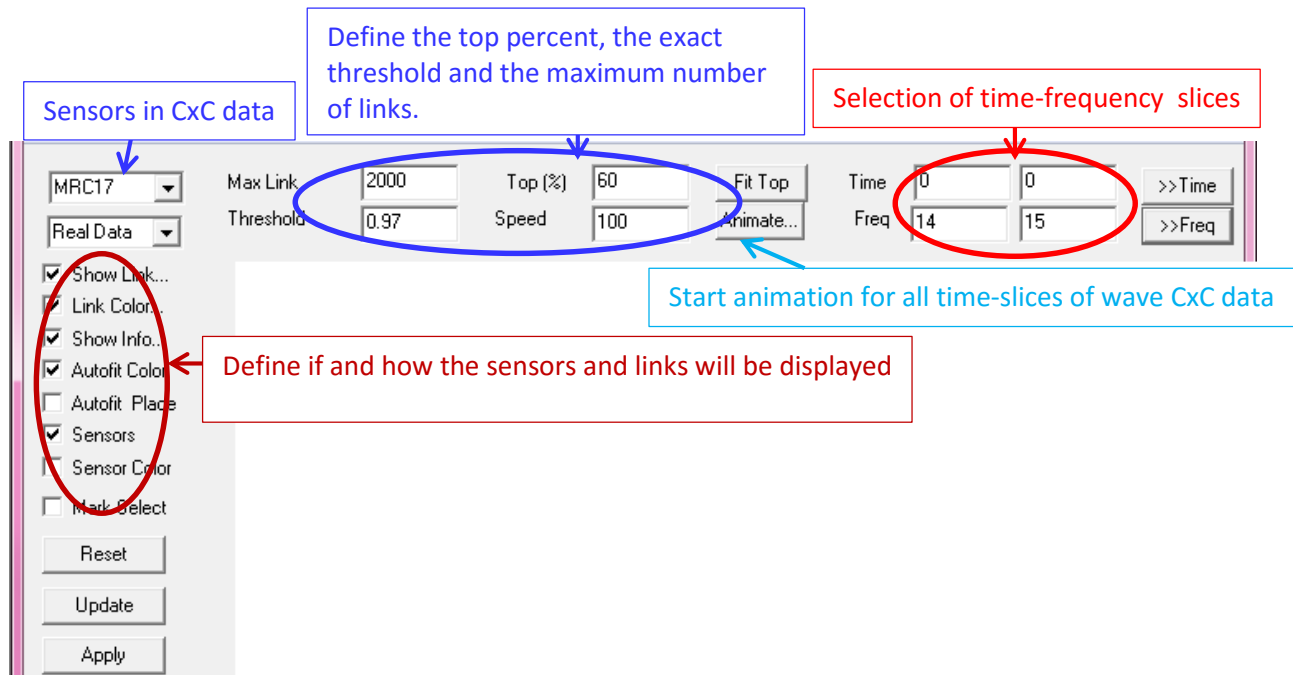 Define the top percent, the exact
threshold and the maximum number
of links.
Sensors in CxC data
Selection of time-frequency slices
MRC17
Max Link
2000
Top (%)
60
Fit Top
Time
0
0
>>Time
Real Data
Threshold
0.97
Speed
100
Animate...
Freq
14
15
>>Freq
Show Link...
Link Color...
Show Info...
Autofit Color
Autofit Place
Sensors
Sensor Color
Mark Select
Start animation for all time-slices of wave CxC data
Define if and how the sensors and links will be displayed
Reset
Update
Apply